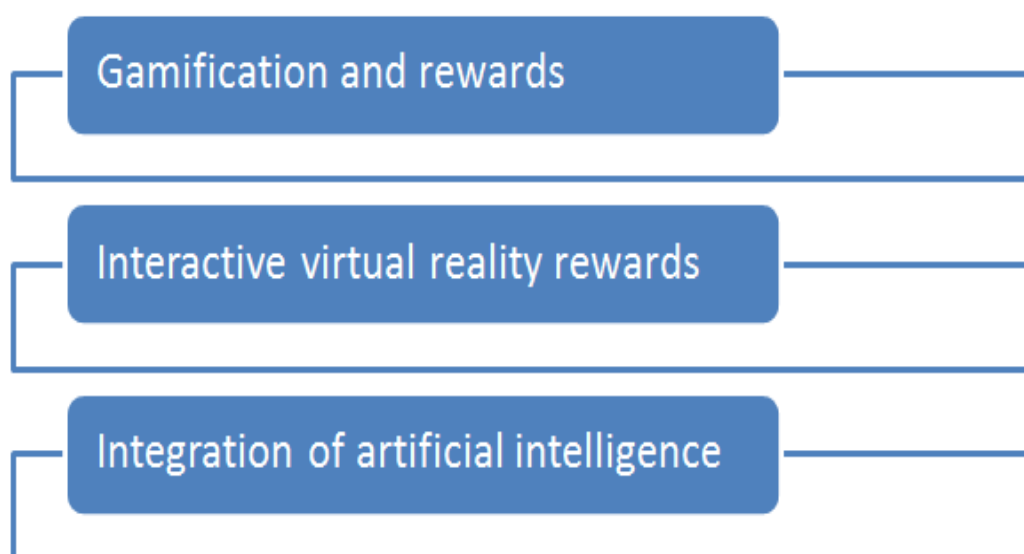 Gamification and rewards
Interactive virtual reality rewards
Integration of artificial intelligence